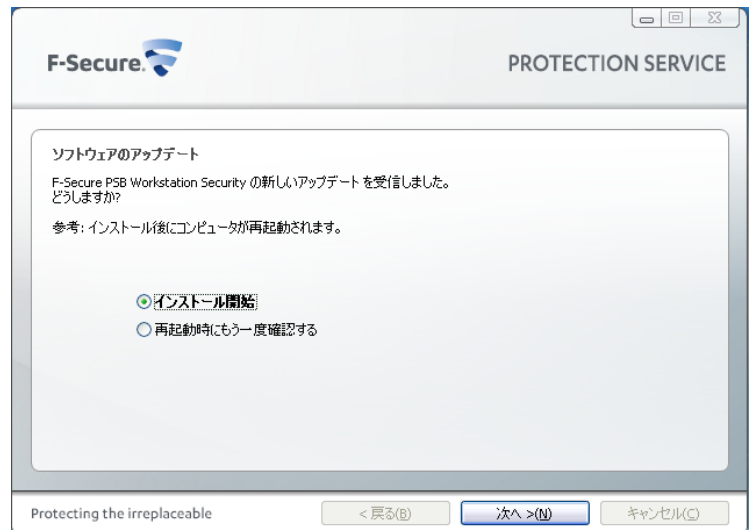 F-Secure.
PROTECTION SERVICE
ソフトウェアのアップデート
F-Secure PSB Workstation Security の新しいアップデート を受信しました。
どうしますか?
参考: インストール後にコンピュータが再起動されます。
インストール開始
再起動時にもう一度確認する
Protecting the irreplaceable
< 戻る(B)
次へ >(N)
キャンセル(C)